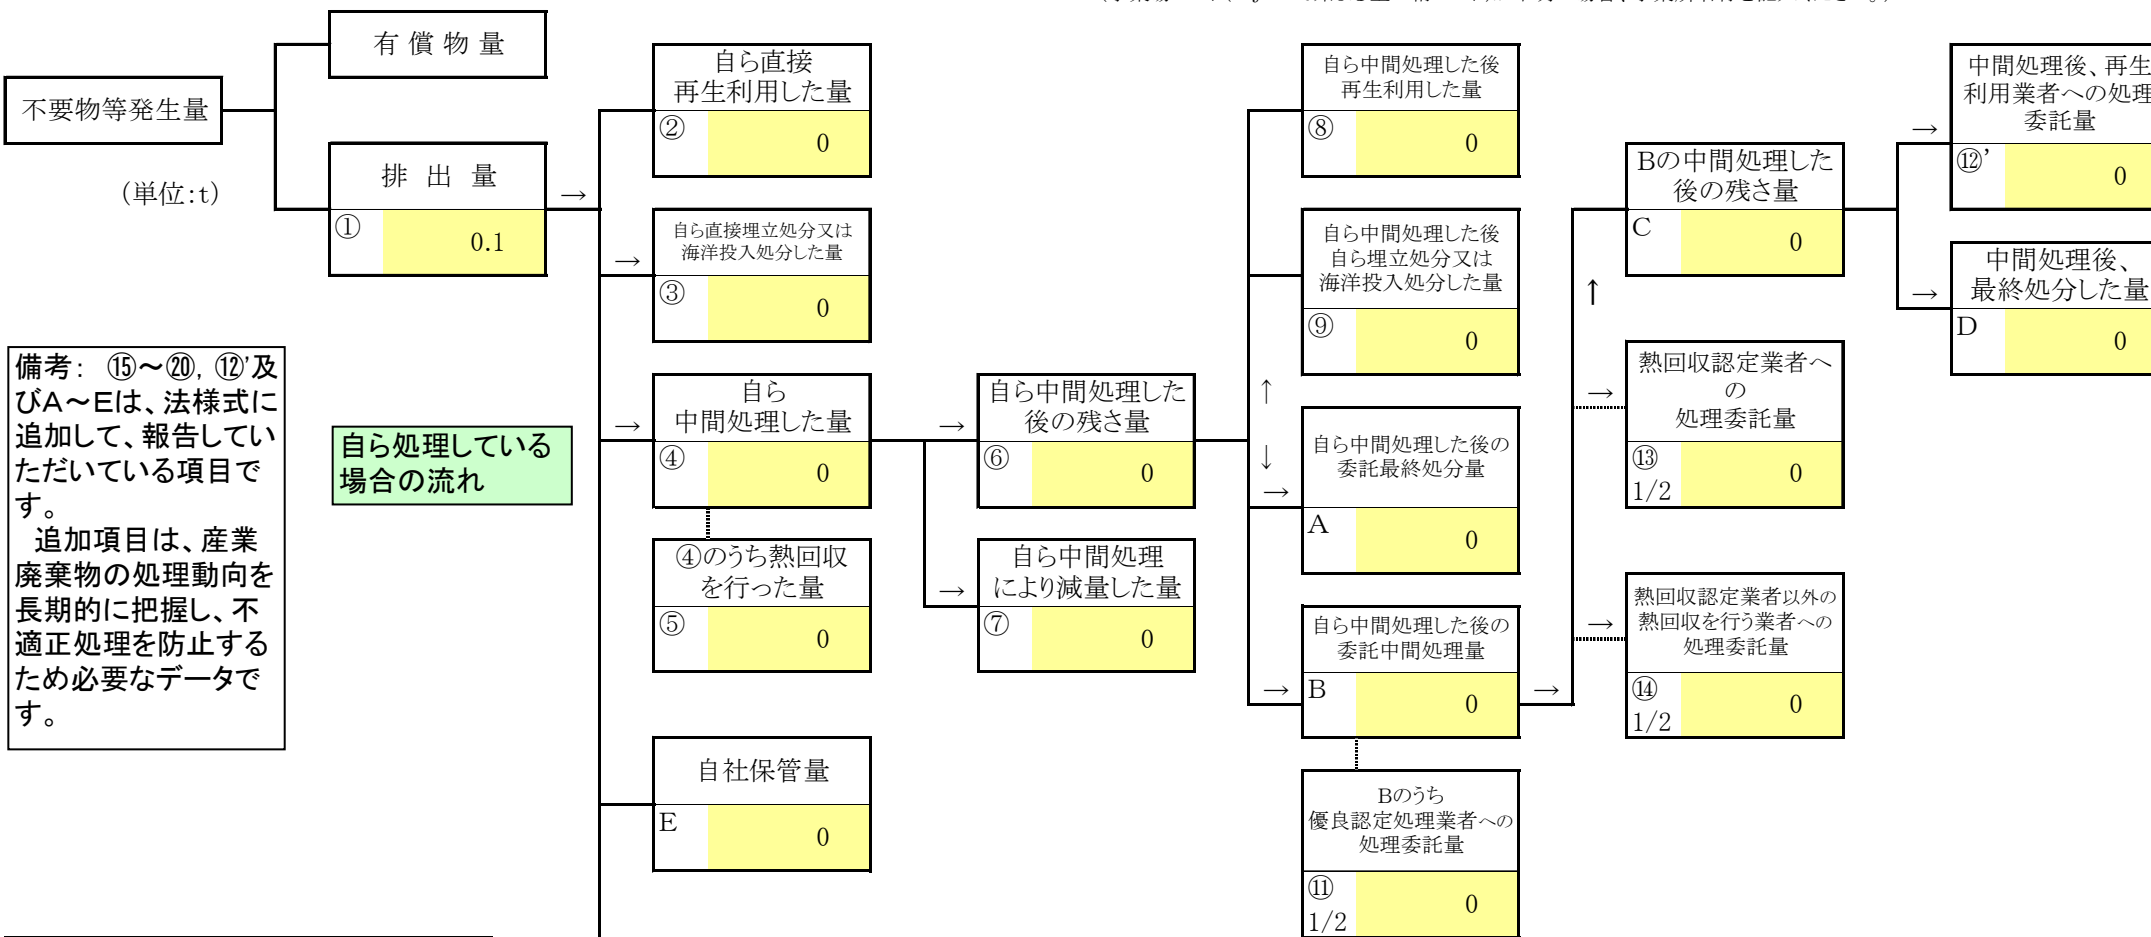 有 償 物 量
不要物等発生量
(単位:t)
排 出 量
→
①
0.1
備考： ⑮～⑳, ⑫'及
びA～Eは、法様式に
追加して、報告してい
ただいている項目で
す。
追加項目は、産業
廃棄物の処理動向を
長期的に把握し、不
適正処理を防止する
ため必要なデータで
す。
自ら処理している
場合の流れ
自ら直接
再生利用した量
②
0
→
自ら直接埋立処分又は
海洋投入処分した量
③
0
→
自ら
中間処理した量
④
0
④のうち熱回収
を行った量
⑤
0
自社保管量
E
0
→
自ら中間処理した
後の残さ量
⑥
0
→
自ら中間処理
により減量した量
⑦
0
自ら中間処理した後
再生利用した量
⑧
0
自ら中間処理した後
自ら埋立処分又は
海洋投入処分した量
⑨
0
↑
↓
→
自ら中間処理した後の
委託最終処分量
A
0
→
自ら中間処理した後の
委託中間処理量
B
0
→
Bのうち
優良認定処理業者への
処理委託量
⑪
1/2
0
↑
Bの中間処理した
後の残さ量
C
0
→
熱回収認定業者へ
の
処理委託量
⑬
1/2
0
→
熱回収認定業者以外の
熱回収を行う業者への
処理委託量
⑭
1/2
0
→
中間処理後、再生
利用業者への処理
委託量
⑫’
0
→
中間処理後、
最終処分した量
D
0